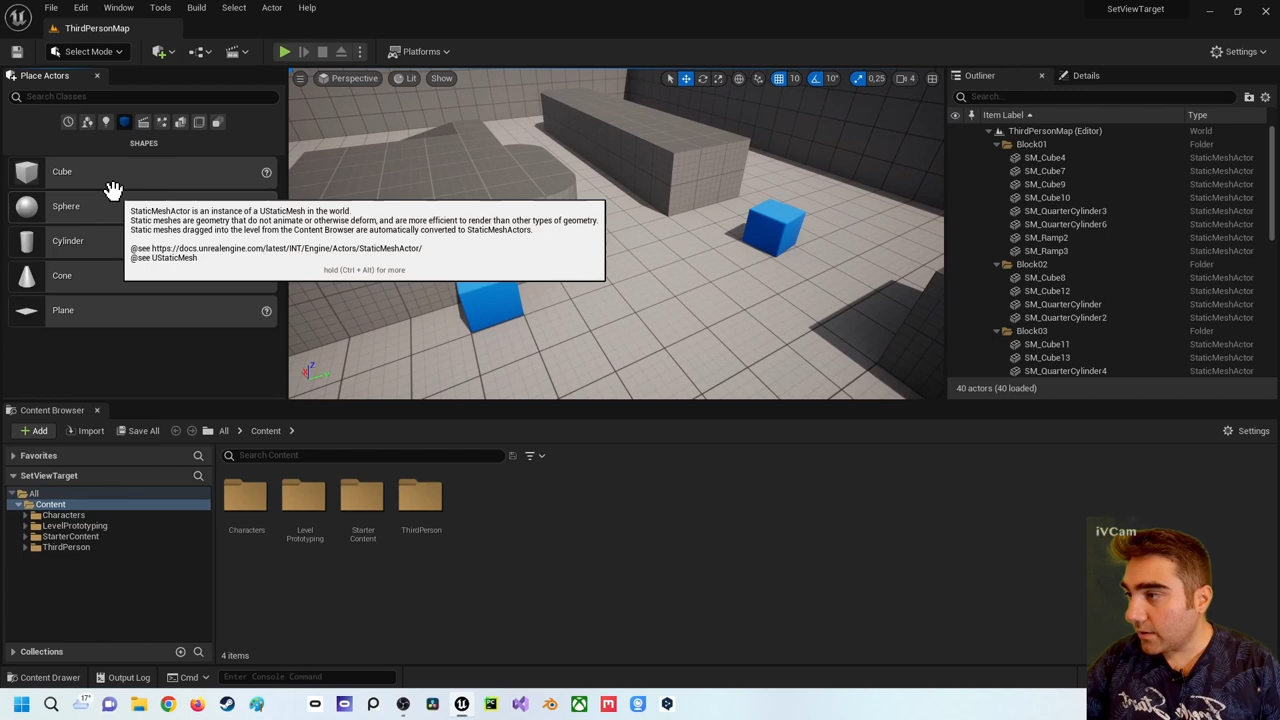 File Edit Window Tools Build Select Actor Help
SetViewTarget
ThirdPersonMap
Select Mode
Platforms
Settings
Place Actors
Search Classes
SHAPES
Cube
Sphere
Cylinder
Cone
Plane
StaticMeshActor is an instance of a UStaticMesh in the world.
Static meshes are geometry that do not animate or otherwise deform, and are more efficient to render than other types of geometry.
Static meshes dragged into the level from the Content Browser are automatically converted to StaticMeshActors.
@see https://docs.unrealengine.com/latest/INT/Engine/Actors/StaticMeshActor/
@see UStaticMesh
hold (Ctrl + Alt) for more
Perspective Lit Show
10 10° 0,25 4
X Y Z
Outliner Details
Search...
Item Label Type
ThirdPersonMap (Editor) World
Block01 Folder
SM_Cube4 StaticMeshActor
SM_Cube7 StaticMeshActor
SM_Cube9 StaticMeshActor
SM_Cube10 StaticMeshActor
SM_QuarterCylinder3 StaticMeshActor
SM_QuarterCylinder6 StaticMeshActor
SM_Ramp2 StaticMeshActor
SM_Ramp3 StaticMeshActor
Block02 Folder
SM_Cube8 StaticMeshActor
SM_Cube12 StaticMeshActor
SM_QuarterCylinder StaticMeshActor
SM_QuarterCylinder2 StaticMeshActor
Block03 Folder
SM_Cube11 StaticMeshActor
SM_Cube13 StaticMeshActor
SM_QuarterCylinder4 StaticMeshActor
40 actors (40 loaded)
Content Browser
Add Import Save All All Content
Settings
Favorites
SetViewTarget
All
Content
Characters
LevelPrototyping
StarterContent
ThirdPerson
Collections
Search Content
Characters
Level Prototyping
Starter Content
ThirdPerson
4 items
iVCam
Content Drawer Output Log Cmd Enter Console Command
17°